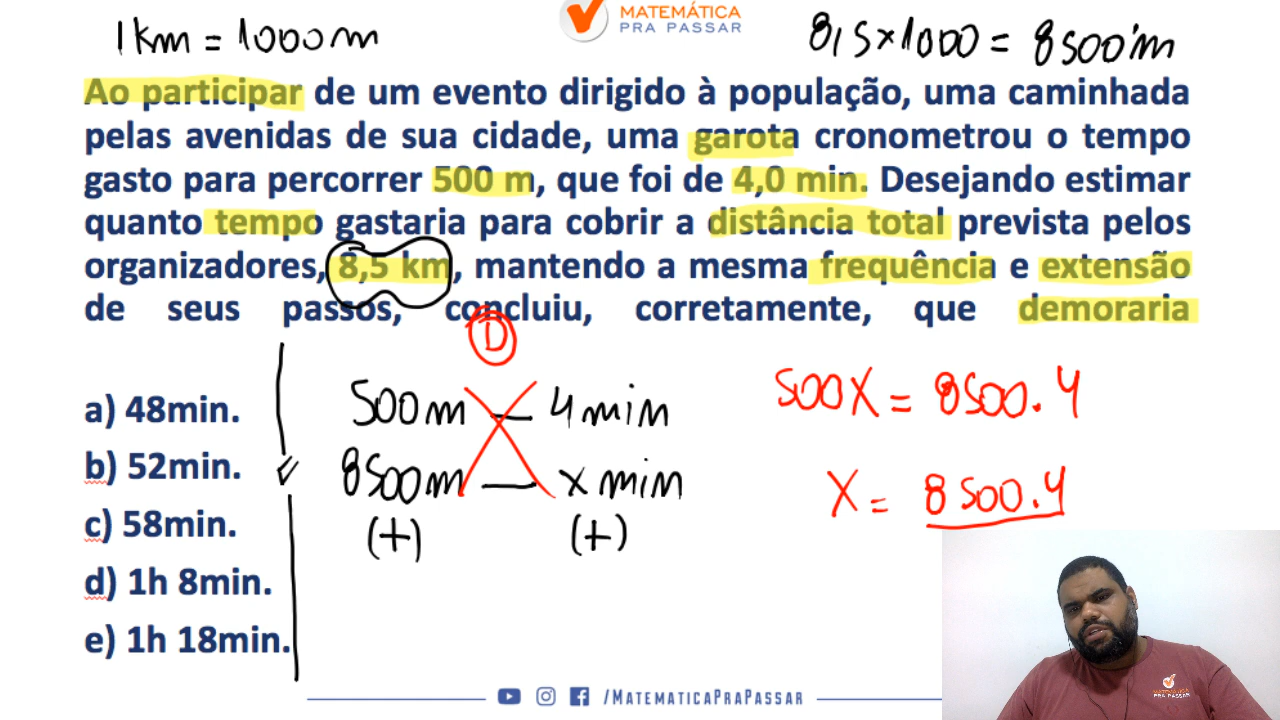 MATEMÁTICA
PRA PASSAR
1km = 1000m
8,5x1000 = 8500m
Ao participar de um evento dirigido à população, uma caminhada
pelas avenidas de sua cidade, uma garota cronometrou o tempo
gasto para percorrer 500 m, que foi de 4,0 min. Desejando estimar
quanto tempo gastaria para cobrir a distância total prevista pelos
organizadores, 8,5 km, mantendo a mesma frequência e extensão
de seus passos, concluiu, corretamente, que demoraria
D
a) 48min.
b) 52min.
c) 58min.
d) 1h 8min.
e) 1h 18min.
500m — 4min
8500m — x min
(+) (+)
500X = 8500.4
X = 8500.4
/MATEMATICAPRAPASSAR
MATEMÁTICA
PRA PASSAR